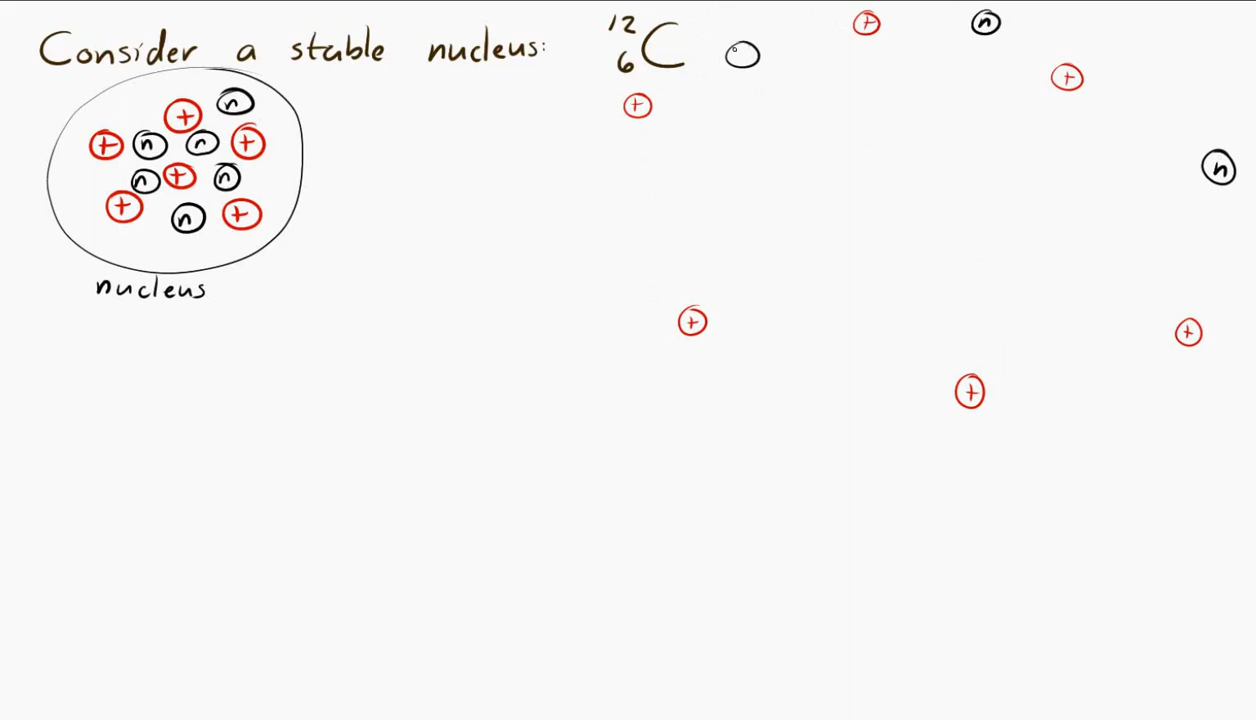 Consider a stable nucleus: ¹²₆C
+ n
+
+
n + n n +
n + n
+ n +
n
+
+
+
nucleus